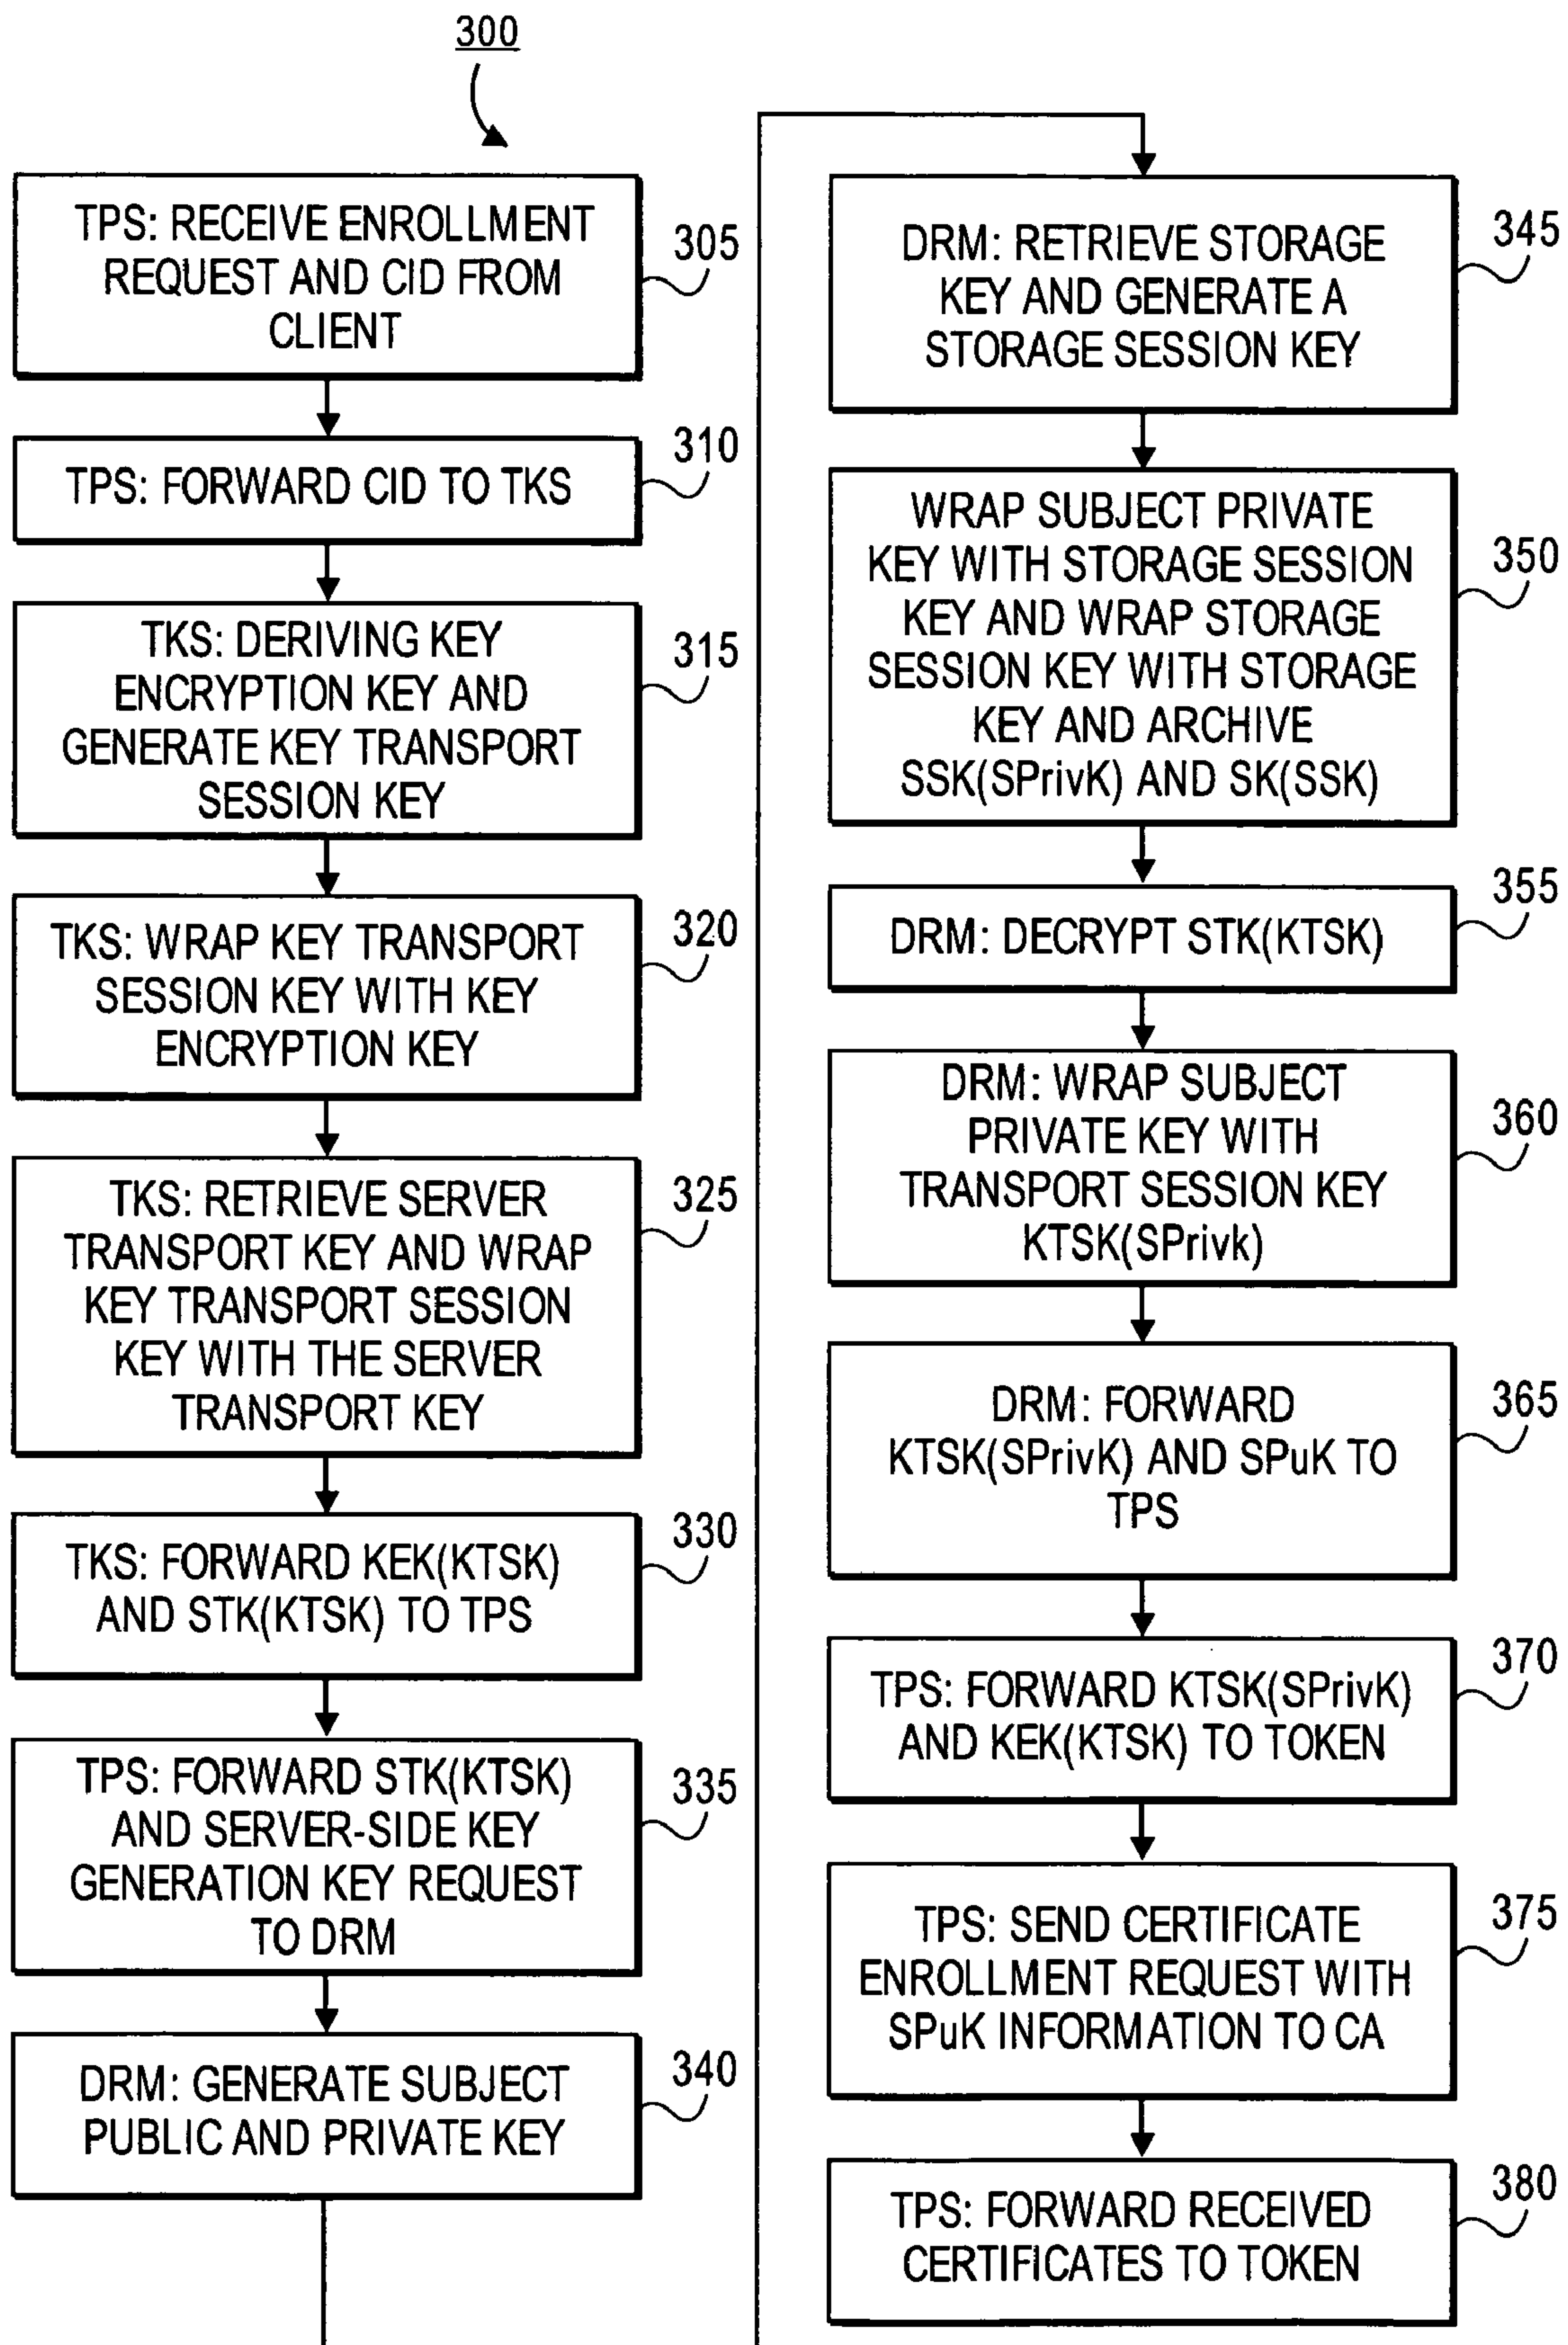 300
TPS: RECEIVE ENROLLMENT
REQUEST AND CID FROM
CLIENT
305
TPS: FORWARD CID TO TKS
310
TKS: DERIVING KEY
ENCRYPTION KEY AND
GENERATE KEY TRANSPORT
SESSION KEY
315
TKS: WRAP KEY TRANSPORT
SESSION KEY WITH KEY
ENCRYPTION KEY
320
TKS: RETRIEVE SERVER
TRANSPORT KEY AND WRAP
KEY TRANSPORT SESSION
KEY WITH THE SERVER
TRANSPORT KEY
325
TKS: FORWARD KEK(KTSK)
AND STK(KTSK) TO TPS
330
TPS: FORWARD STK(KTSK)
AND SERVER-SIDE KEY
GENERATION KEY REQUEST
TO DRM
335
DRM: GENERATE SUBJECT
PUBLIC AND PRIVATE KEY
340
DRM: RETRIEVE STORAGE
KEY AND GENERATE A
STORAGE SESSION KEY
345
WRAP SUBJECT PRIVATE
KEY WITH STORAGE SESSION
KEY AND WRAP STORAGE
SESSION KEY WITH STORAGE
KEY AND ARCHIVE
SSK(SPrivK) AND SK(SSK)
350
DRM: DECRYPT STK(KTSK)
355
DRM: WRAP SUBJECT
PRIVATE KEY WITH
TRANSPORT SESSION KEY
KTSK(SPrivk)
360
DRM: FORWARD
KTSK(SPrivK) AND SPuK TO
TPS
365
TPS: FORWARD KTSK(SPrivK)
AND KEK(KTSK) TO TOKEN
370
TPS: SEND CERTIFICATE
ENROLLMENT REQUEST WITH
SPuK INFORMATION TO CA
375
TPS: FORWARD RECEIVED
CERTIFICATES TO TOKEN
380